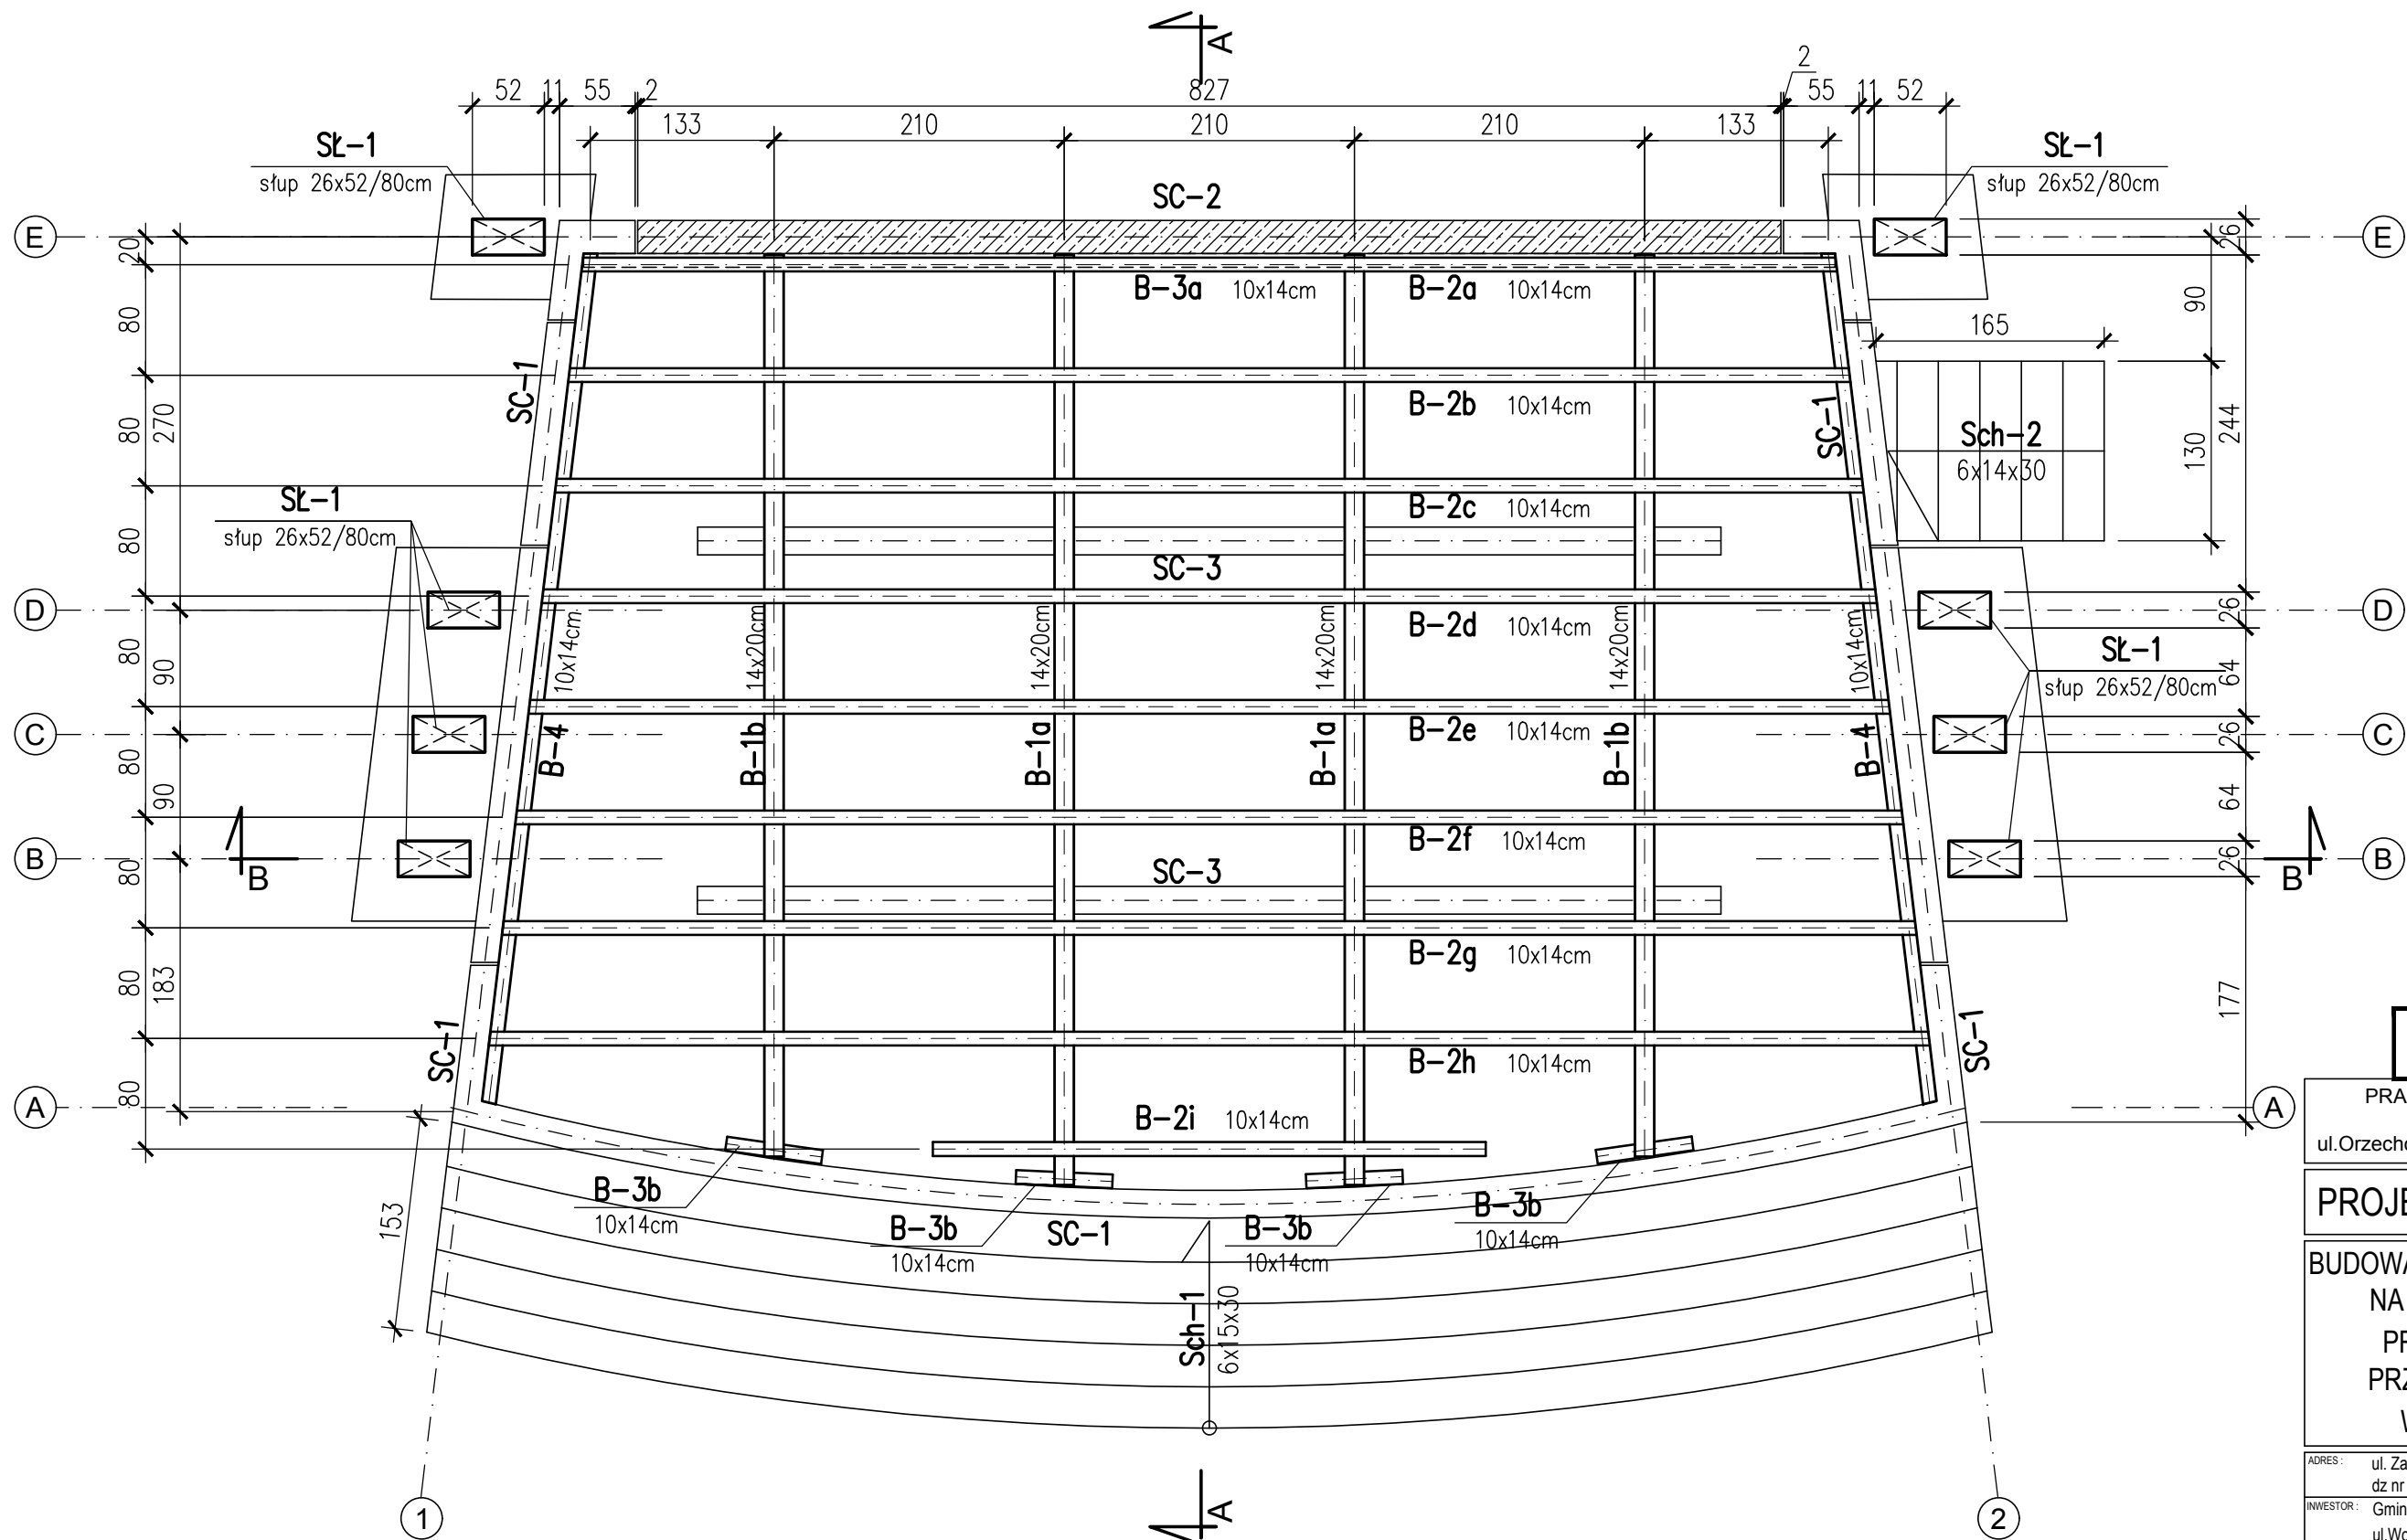 A
827
2
52
11
55
2
55
11
52
133
210
210
210
133
SŁ-1
słup 26x52/80cm
SC-2
SŁ-1
słup 26x52/80cm
E
E
20
26
B-3a 10x14cm
B-2a 10x14cm
80
90
165
SC-1
B-2b 10x14cm
SC-1
80
270
Sch-2
6x14x30
130
244
SŁ-1
słup 26x52/80cm
B-2c 10x14cm
80
SC-3
D
D
26
B-2d 10x14cm
10x14cm
14x20cm
14x20cm
14x20cm
14x20cm
10x14cm
80
90
SŁ-1
słup 26x52/80cm
64
C
C
26
B-2e 10x14cm
B-4
B-1b
B-1a
B-1a
B-1b
B-4
80
90
64
B-2f 10x14cm
B
B
26
B
B
80
SC-3
B-2g 10x14cm
80
183
177
SC-1
SC-1
B-2h 10x14cm
80
A
A
B-2i 10x14cm
PRA
ul.Orzecho
153
B-3b
10x14cm
B-3b
10x14cm
SC-1
B-3b
10x14cm
B-3b
10x14cm
PROJE
BUDOWA
NA
PR
PRZ
Sch-1
6x15x30
ADRES : ul. Za
dz nr
INWESTOR : Gmin
ul.Wo
1
A
2